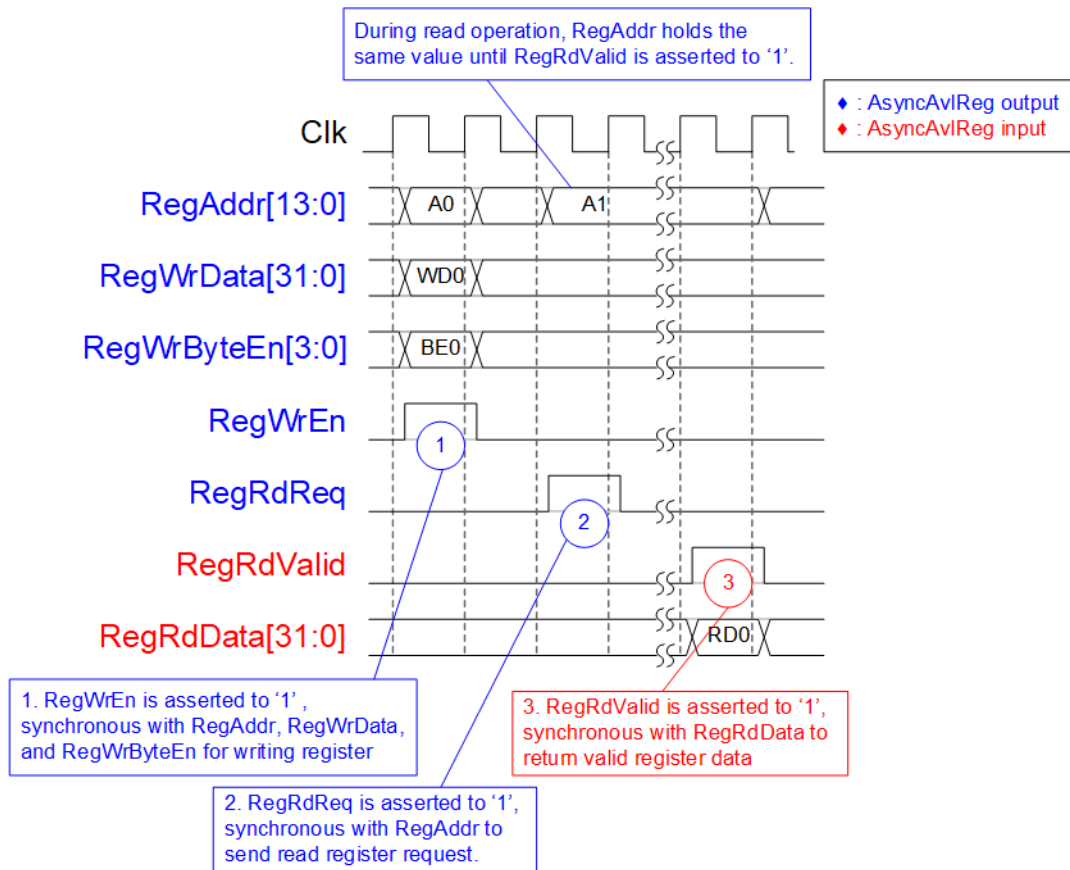 During read operation, RegAddr holds the
same value until RegRdValid is asserted to ‘1’.
♦ : AsyncAvlReg output
♦ : AsyncAvlReg input
Clk
RegAddr[13:0]
A0
A1
RegWrData[31:0]
WD0
RegWrByteEn[3:0]
BE0
RegWrEn
1
RegRdReq
2
RegRdValid
3
RegRdData[31:0]
RD0
1. RegWrEn is asserted to ‘1’ ,
synchronous with RegAddr, RegWrData,
and RegWrByteEn for writing register
3. RegRdValid is asserted to ‘1’,
synchronous with RegRdData to
return valid register data
2. RegRdReq is asserted to ‘1’,
synchronous with RegAddr to
send read register request.